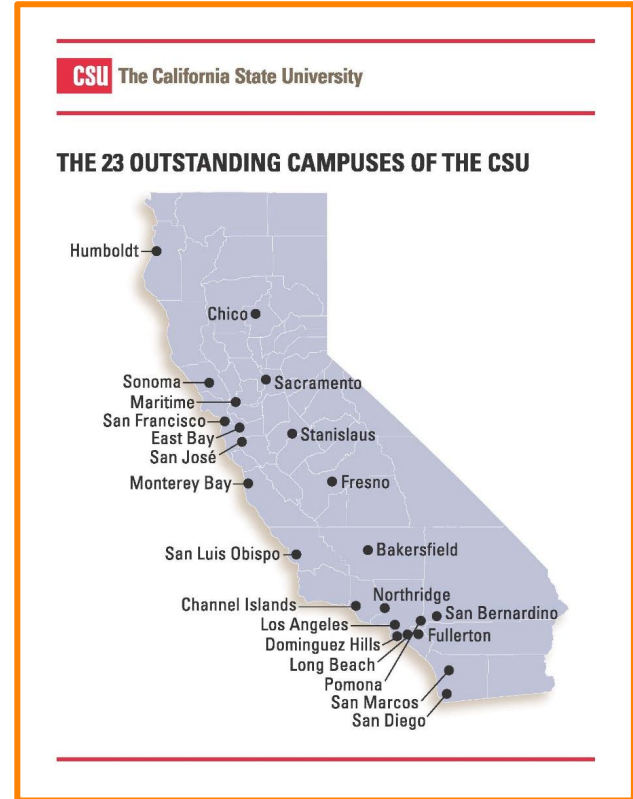 CSU The California State University
THE 23 OUTSTANDING CAMPUSES OF THE CSU
Humboldt
Chico
Sonoma
Sacramento
Maritime
San Francisco
East Bay
Stanislaus
San José
Monterey Bay
Fresno
San Luis Obispo
Bakersfield
Northridge
Channel Islands
San Bernardino
Los Angeles
Fullerton
Dominguez Hills
Long Beach
Pomona
San Marcos
San Diego